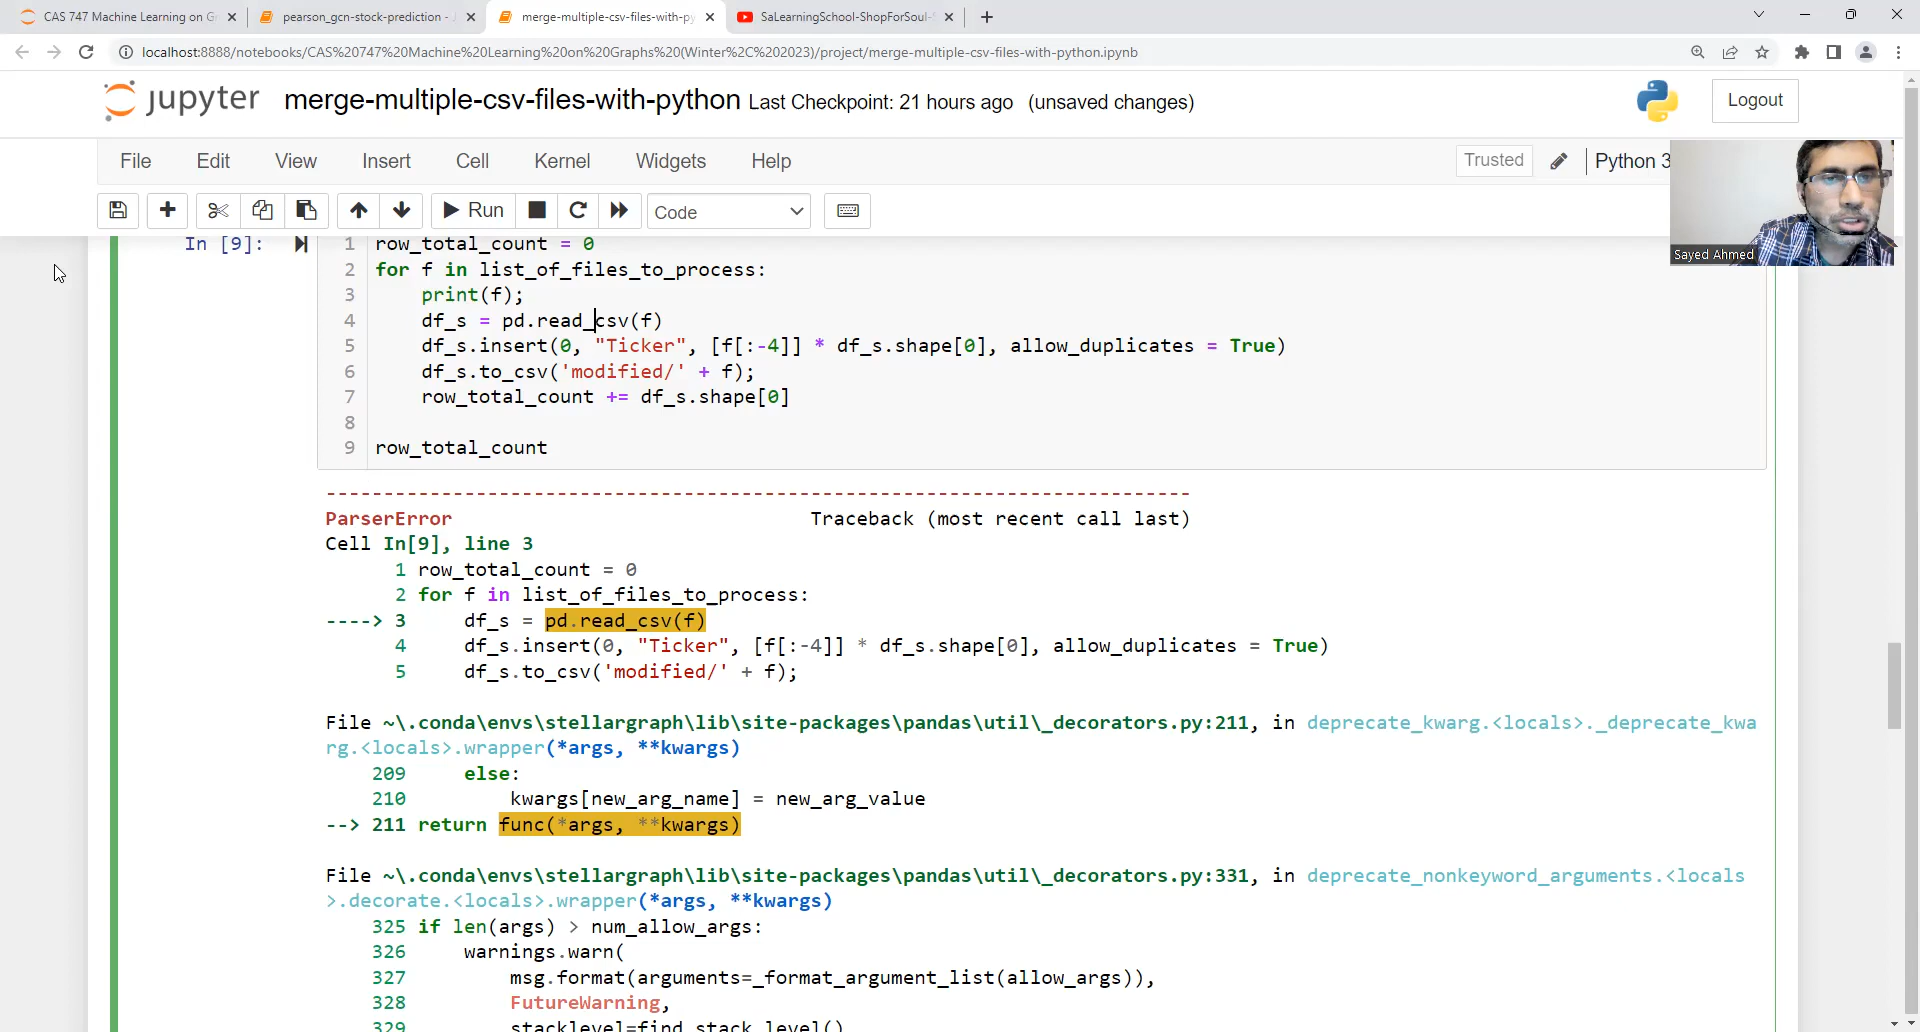 CAS 747 Machine Learning on G
pearson_gcn-stock-prediction - J
merge-multiple-csv-files-with-py
SaLearningSchool-ShopForSoul-
localhost:8888/notebooks/CAS%20747%20Machine%20Learning%20on%20Graphs%20(Winter%2C%202023)/project/merge-multiple-csv-files-with-python.ipynb
jupyter merge-multiple-csv-files-with-python Last Checkpoint: 21 hours ago (unsaved changes)
Logout
File Edit View Insert Cell Kernel Widgets Help
Trusted Python 3
Run Code
Sayed Ahmed
In [9]:
1 row_total_count = 0
2 for f in list_of_files_to_process:
3     print(f);
4     df_s = pd.read_csv(f)
5     df_s.insert(0, "Ticker", [f[:-4]] * df_s.shape[0], allow_duplicates = True)
6     df_s.to_csv('modified/' + f);
7     row_total_count += df_s.shape[0]
8
9 row_total_count
---------------------------------------------------------------------------
ParserError                               Traceback (most recent call last)
Cell In[9], line 3
1 row_total_count = 0
2 for f in list_of_files_to_process:
----> 3     df_s = pd.read_csv(f)
4     df_s.insert(0, "Ticker", [f[:-4]] * df_s.shape[0], allow_duplicates = True)
5     df_s.to_csv('modified/' + f);
File ~\.conda\envs\stellargraph\lib\site-packages\pandas\util\_decorators.py:211, in deprecate_kwarg.<locals>._deprecate_kwa
rg.<locals>.wrapper(*args, **kwargs)
209     else:
210         kwargs[new_arg_name] = new_arg_value
--> 211 return func(*args, **kwargs)
File ~\.conda\envs\stellargraph\lib\site-packages\pandas\util\_decorators.py:331, in deprecate_nonkeyword_arguments.<locals
>.decorate.<locals>.wrapper(*args, **kwargs)
325 if len(args) > num_allow_args:
326     warnings.warn(
327         msg.format(arguments=_format_argument_list(allow_args)),
328         FutureWarning,
329         stacklevel=find_stack_level()